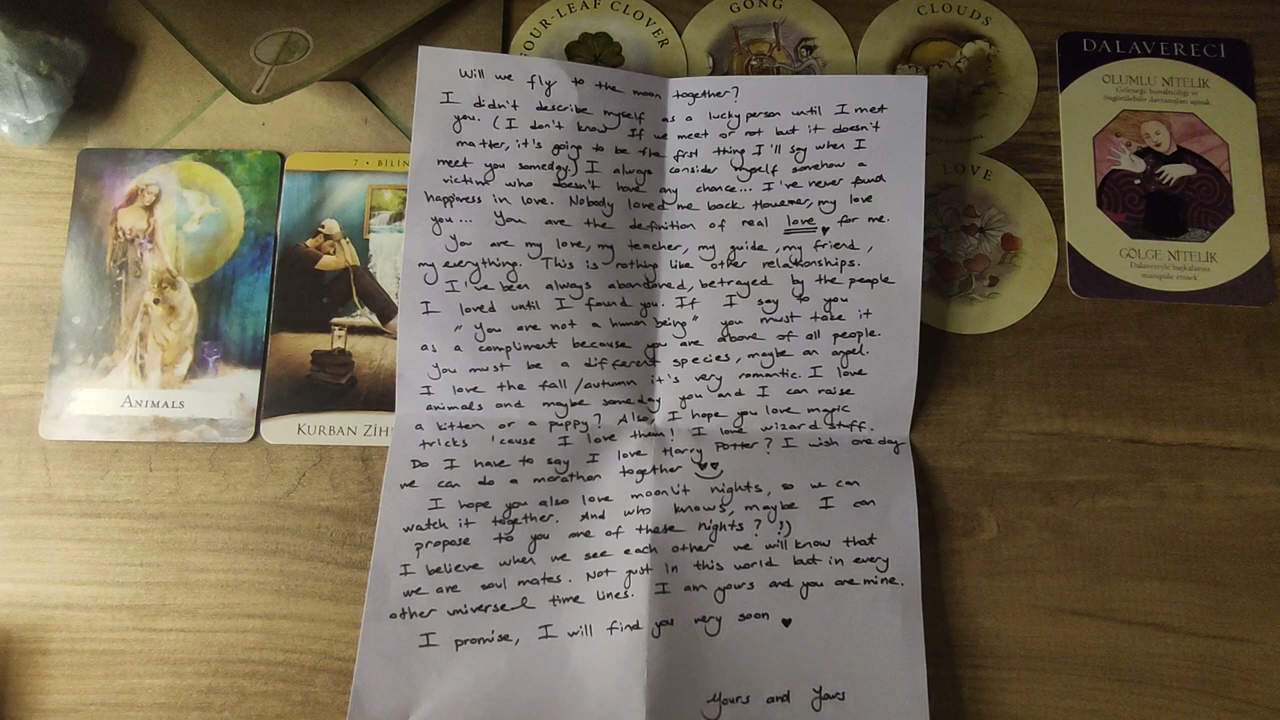 FOUR-LEAF CLOVER
GONG
CLOUDS
DALAVERECİ
OLUMLU NİTELİK
Geleneği, bunaltıcılığı ve
öngörülebilir davranışları aşmak
LOVE
GÖLGE NİTELİK
Dalavereyle başkalarını
manipüle etmek
ANIMALS
7 • BİLİN
KURBAN ZİH
Will we fly to the moon together?
I didn't describe myself as a lucky person until I met
you. (I don't know If we meet or not but it doesn't
matter, it's going to be the first thing I'll say when I
meet you someday.) I always consider myself somehow a
victim who doesn't have any chance... I've never found
happiness in love. Nobody loved me back. However, my love
you... You are the definition of real love ♥ for me.
You are my love, my teacher, my guide, my friend,
my everything. This is nothing like other relationships.
I've been always abandoned, betrayed by the people
I loved until I found you. If I say to you
"You are not a human being" you must take it
as a compliment because you are above of all people.
You must be a different species, maybe an angel.
I love the fall/autumn it's very romantic. I love
animals and maybe someday you and I can raise
a kitten or a puppy? Also, I hope you love magic
tricks 'cause I love them! I love wizard stuff.
Do I have to say I love Harry Potter? I wish one day
we can do a marathon together ♥♥
I hope you also love moonlit nights, so we can
watch it together. And who knows, maybe I can
propose to you one of these nights? !)
I believe when we see each other we will know that
we are soul mates. Not just in this world but in every
other universe time lines. I am yours and you are mine.
I promise, I will find you very soon ♥
Yours and Yours